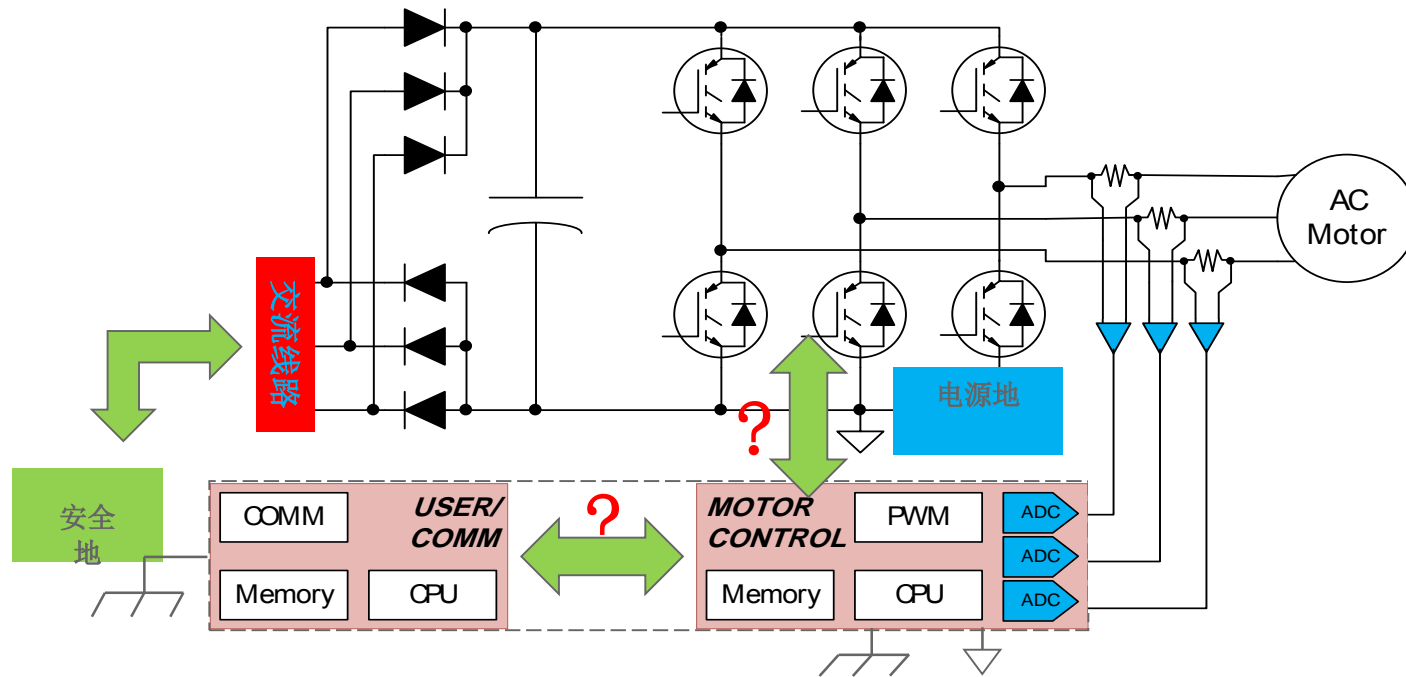 AC
Motor
交流线路
电源地
?
安全
地
COMM
USER/
COMM
Memory
CPU
?
MOTOR
CONTROL
PWM
Memory
CPU
ADC
ADC
ADC